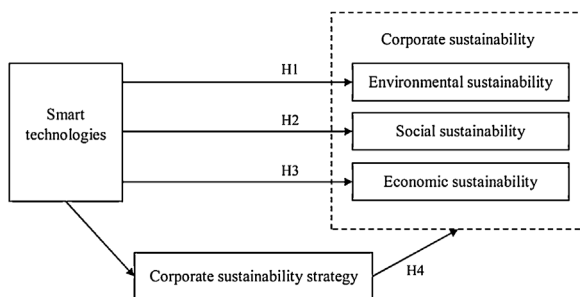 Corporate sustainability
H1
Environmental sustainability
Smart
technologies
H2
Social sustainability
H3
Economic sustainability
Corporate sustainability strategy
H4